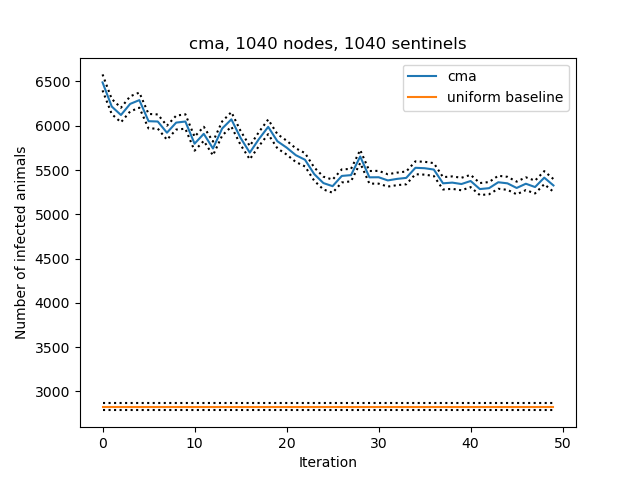 cma, 1040 nodes, 1040 sentinels
cma
uniform baseline
Number of infected animals
6500
6000
5500
5000
4500
4000
3500
3000
0 10 20 30 40 50
Iteration